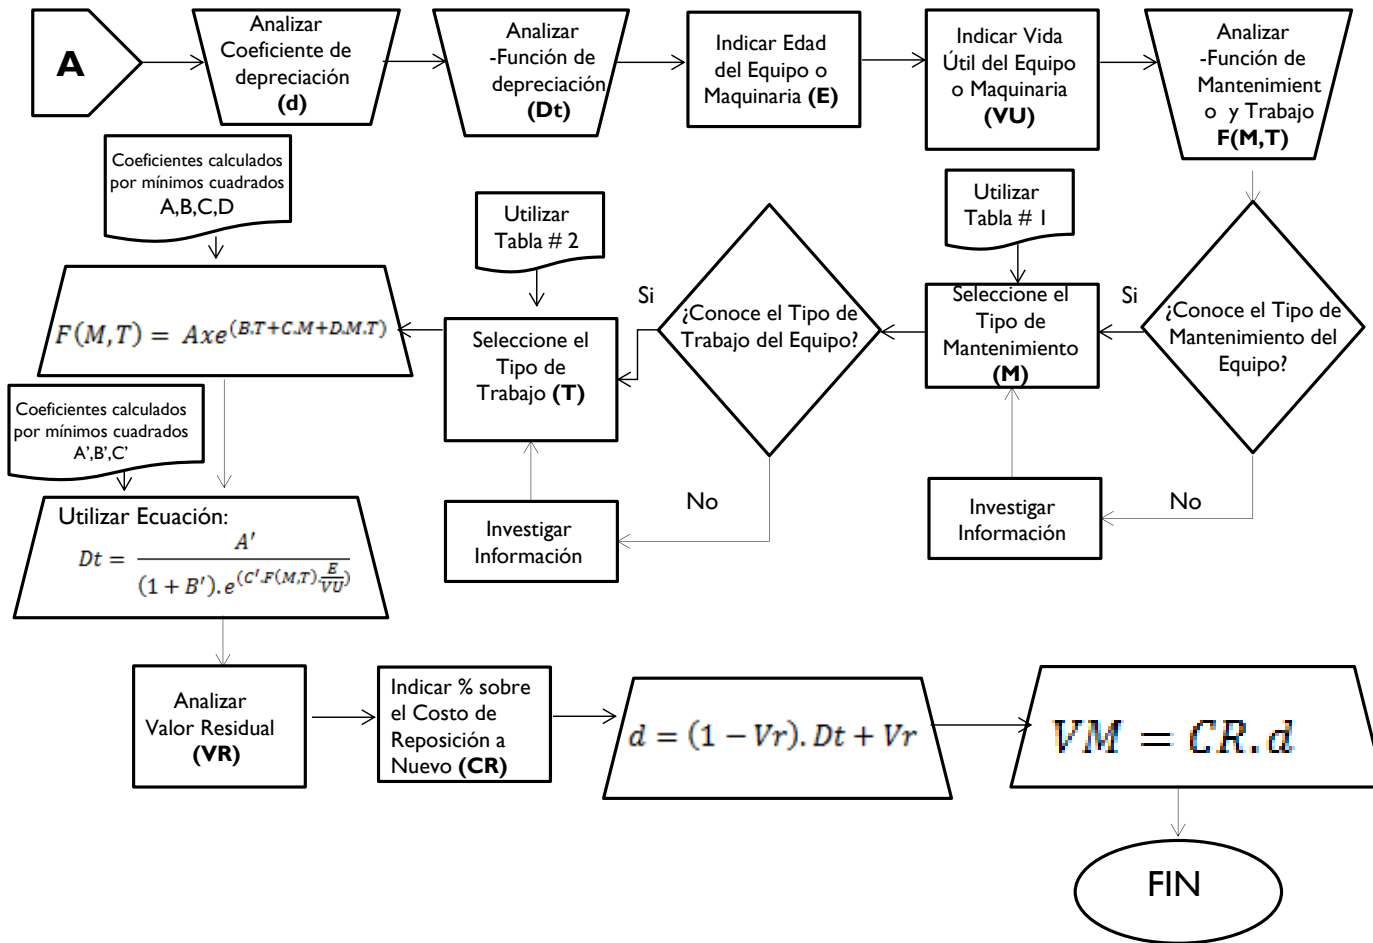 A
Analizar
Coeficiente de
depreciación
(d)
Analizar
-Función de
depreciación
(Dt)
Indicar Edad
del Equipo o
Maquinaria (E)
Indicar Vida
Útil del Equipo
o Maquinaria
(VU)
Analizar
-Función de
Mantenimient
o y Trabajo
F(M,T)
Coeficientes calculados
por mínimos cuadrados
A,B,C,D
Utilizar
Tabla # 2
Utilizar
Tabla # 1
F(M,T) = Axe^(B.T+C.M+D.M.T)
Seleccione el
Tipo de
Trabajo (T)
Si
¿Conoce el Tipo de
Trabajo del Equipo?
Seleccione el
Tipo de
Mantenimiento
(M)
Si
¿Conoce el Tipo de
Mantenimiento del
Equipo?
Coeficientes calculados
por mínimos cuadrados
A',B',C'
No
No
Investigar
Información
Investigar
Información
Utilizar Ecuación:
Dt = A' / (1 + B').e^(C'.F(M,T).E/VU)
Analizar
Valor Residual
(VR)
Indicar % sobre
el Costo de
Reposición a
Nuevo (CR)
d = (1 − Vr). Dt + Vr
VM = CR. d
FIN